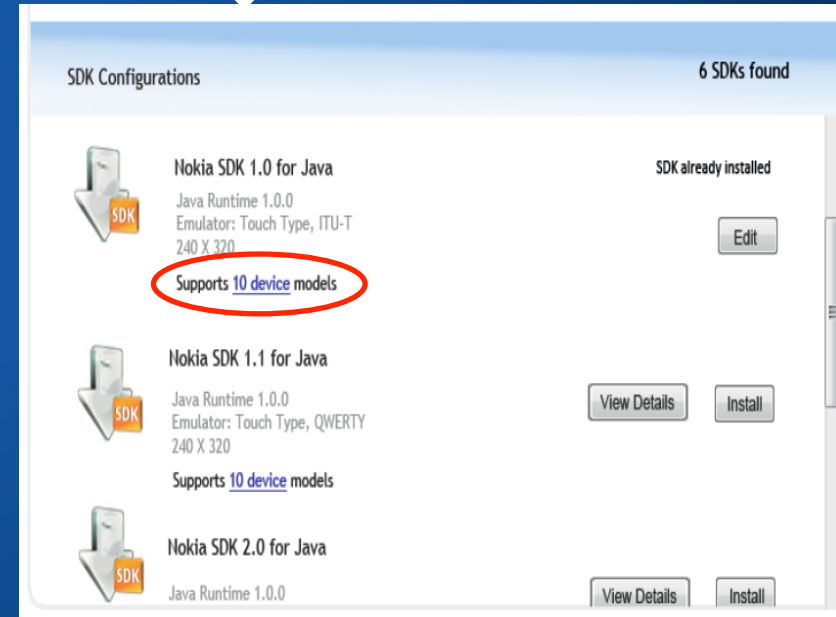 SDK Configurations
6 SDKs found
Nokia SDK 1.0 for Java
SDK already installed
Java Runtime 1.0.0
Emulator: Touch Type, ITU-T
240 X 320
Edit
Supports 10 device models
SDK
Nokia SDK 1.1 for Java
Java Runtime 1.0.0
Emulator: Touch Type, QWERTY
240 X 320
View Details
Install
Supports 10 device models
SDK
Nokia SDK 2.0 for Java
Java Runtime 1.0.0
View Details
Install
SDK